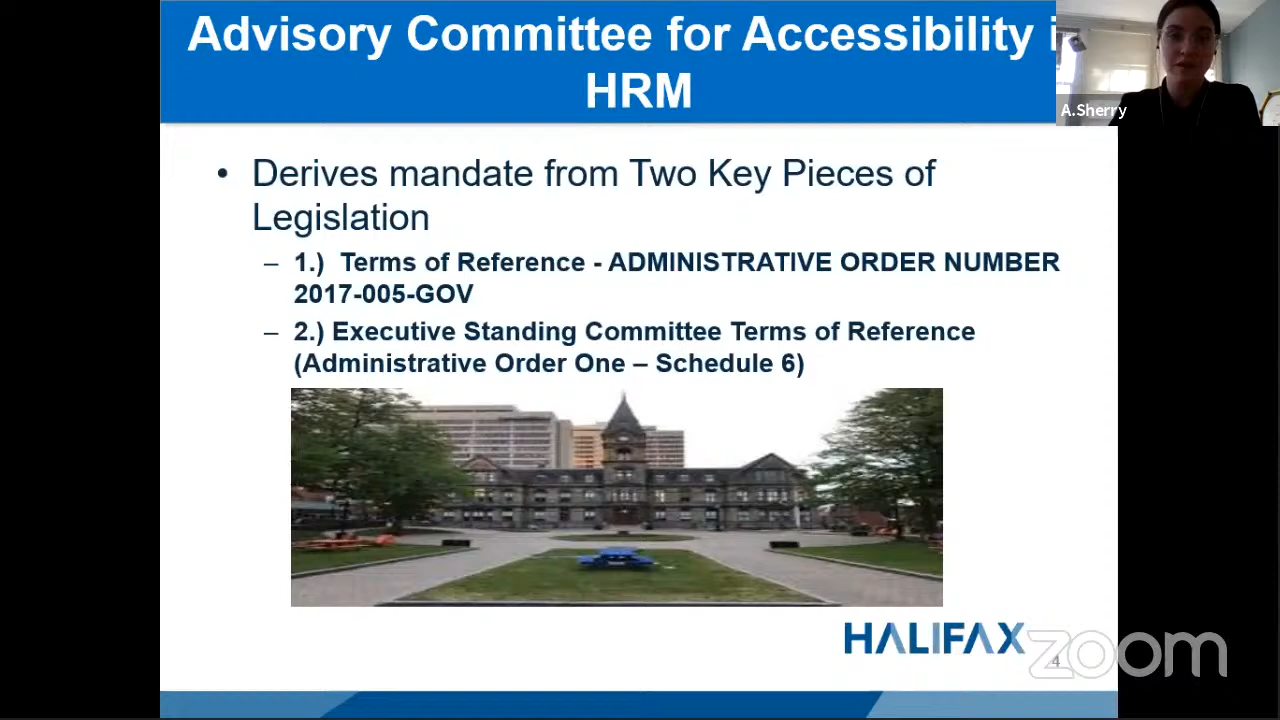 Advisory Committee for Accessibility i
HRM
A.Sherry
• Derives mandate from Two Key Pieces of
Legislation
– 1.) Terms of Reference - ADMINISTRATIVE ORDER NUMBER
2017-005-GOV
– 2.) Executive Standing Committee Terms of Reference
(Administrative Order One – Schedule 6)
HALIFAX
zoom
4